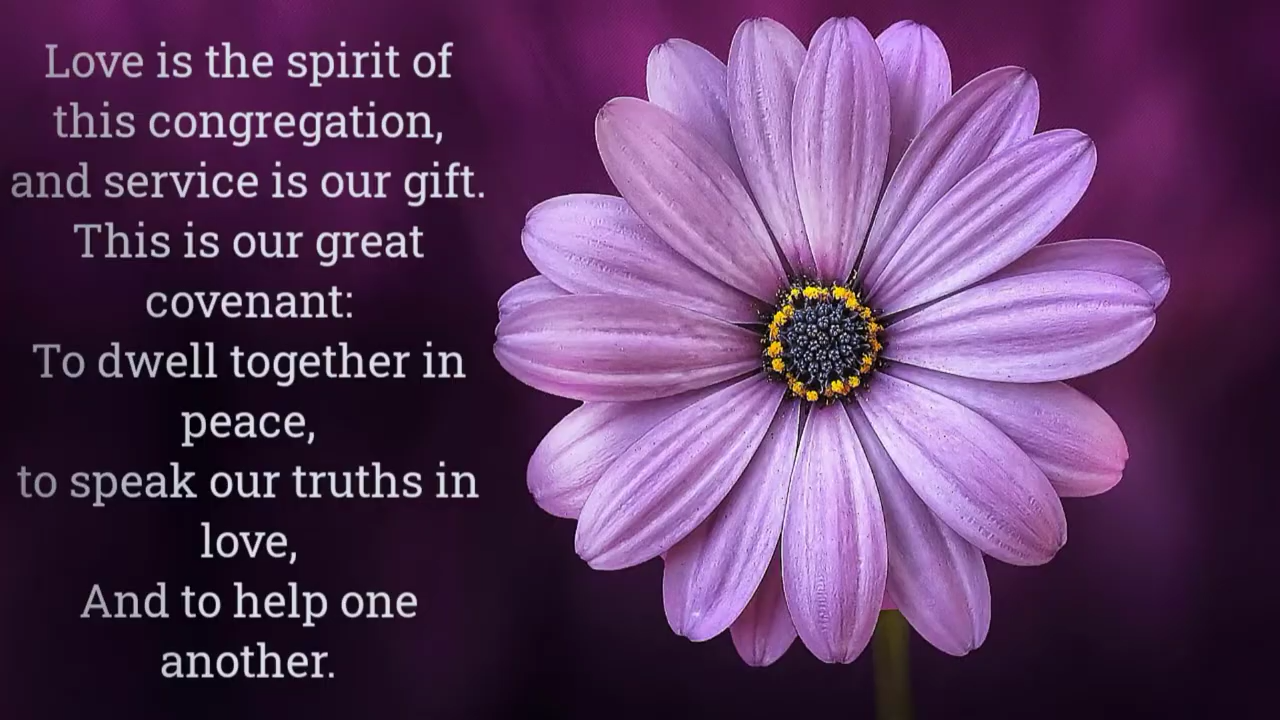 Love is the spirit of
this congregation,
and service is our gift.
This is our great
covenant:
To dwell together in
peace,
to speak our truths in
love,
And to help one
another.